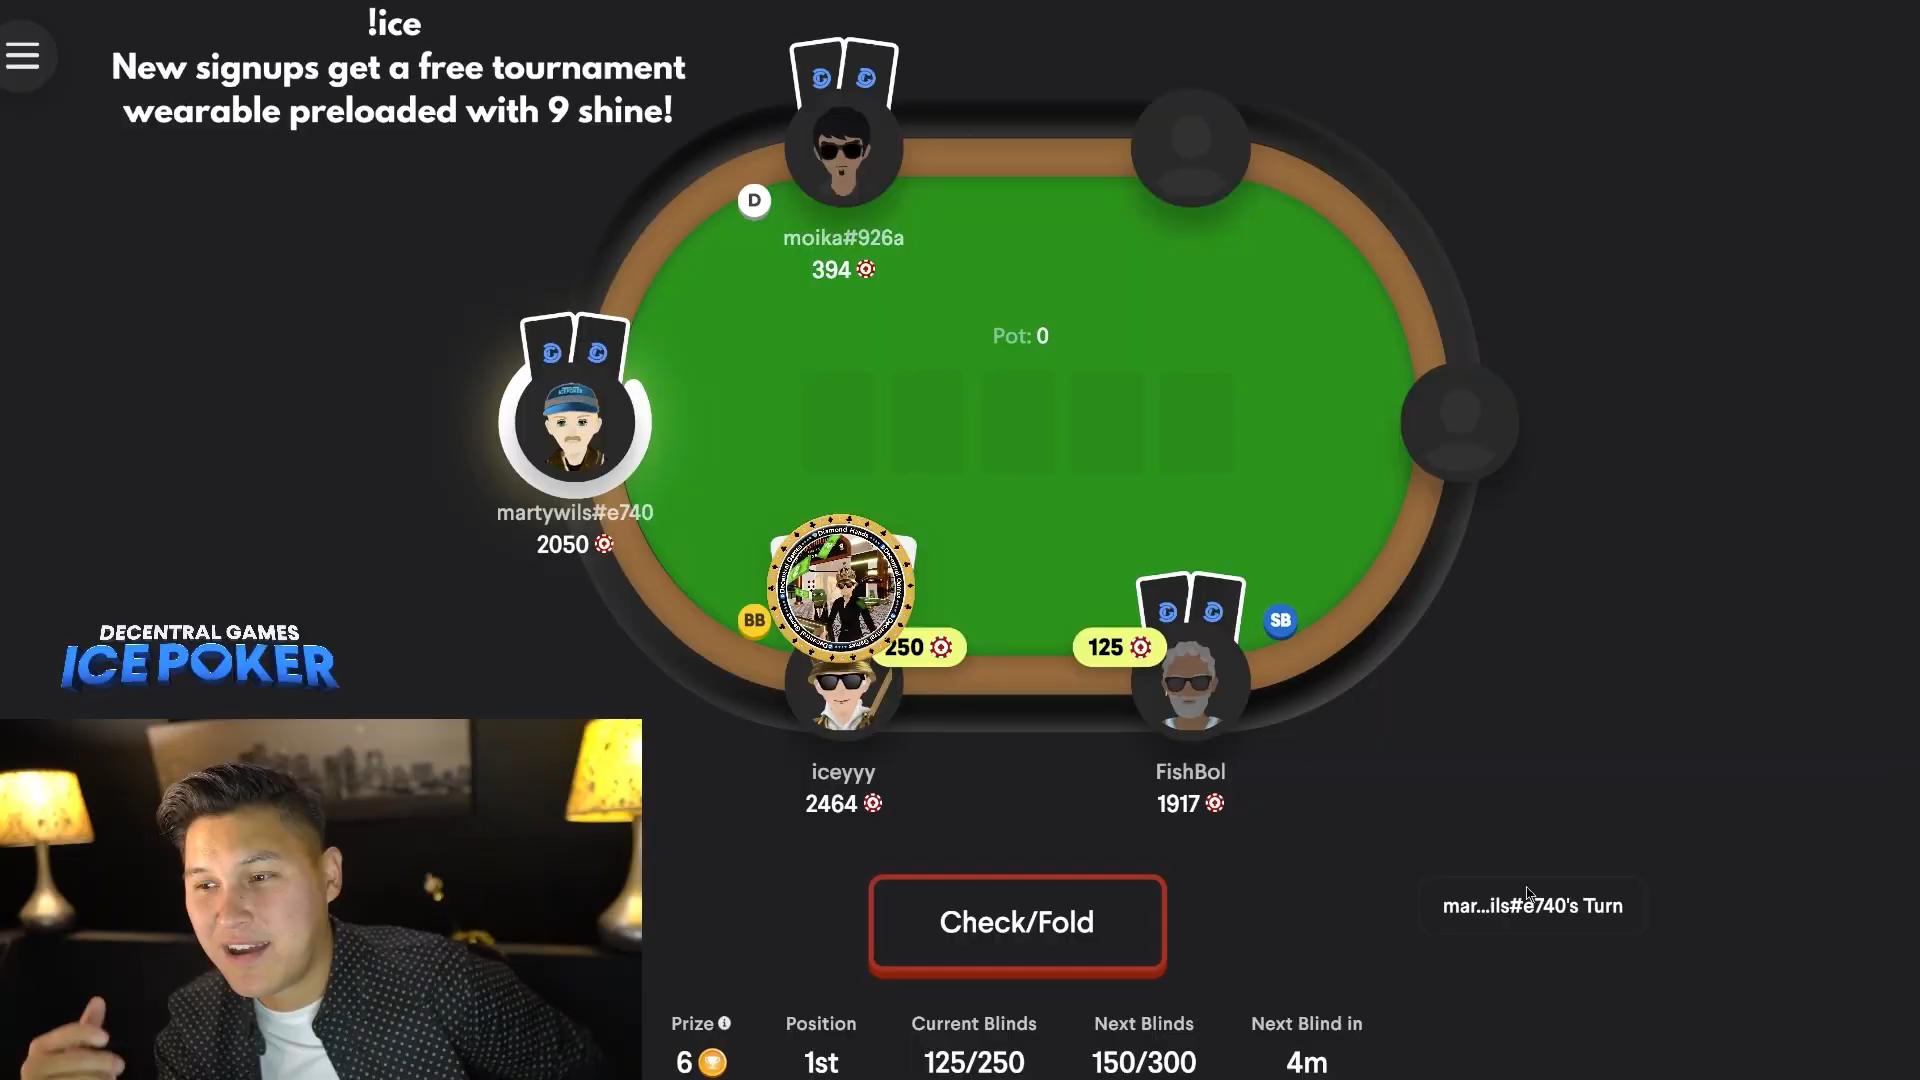 !ice
New signups get a free tournament
wearable preloaded with 9 shine!
D
moika#926a
394
Pot: 0
martywils#e740
2050
BB
Diamond Hands
250
125
SB
iceyyy
2464
FishBol
1917
DECENTRAL GAMES
ICE POKER
Check/Fold
mar...ils#e740's Turn
Prize
6
Position
1st
Current Blinds
125/250
Next Blinds
150/300
Next Blind in
4m